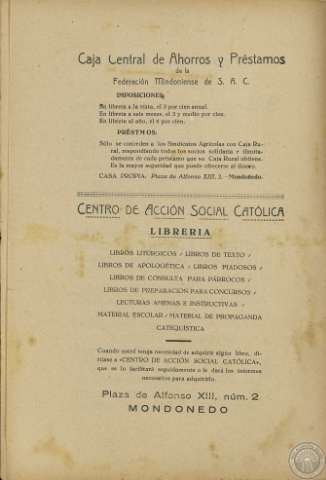 Caja Central de Ahorros y Préstamos
de la
Federación Mindoniense de S. A. C.
IMPOSICIONES:
En libreta a la vista, el 3 por cien anual.
En libreta a seis meses, el 3 y medio por cien.
En libreta al año, el 4 por cien.
PRÉSTMOS:
Sólo se conceden a los Sindicatos Agrícolas con Caja Ru-
ral, respondiendo todos los socios solidaria e ilimita-
damente de cada préstamo que su Caja Rural obtiene.
Es la mayor seguridad que puede ofrecerse al dinero.
CASA PROPIA: Plaza de Alfonso XIII, 2.-Mondoñedo.
CENTRO DE ACCIÓN SOCIAL CATÓLICA
LIBRERIA
LIBROS LITÚRGICOS / LIBROS DE TEXTO /
LIBROS DE APOLOGÉTICA / LIBROS PIADOSOS /
LIBROS DE CONSULTA PARA PÁRROCOS /
LIBROS DE PREPARACIÓN PARA CONCURSOS /
LECTURAS AMENAS E INSTRUCTIVAS /
MATERIAL ESCOLAR / MATERIAL DE PROPAGANDA
CATEQUÍSTICA
Cuando usted tenga necesidad de adquirir algún libro, di-
ríjase a «CENTRO DE ACCIÓN SOCIAL CATÓLICA»,
que se lo facilitará seguidamente o le dará los informes
necesarios para adquirirlo.
Plaza de Alfonso XIII, núm. 2
MONDOÑEDO